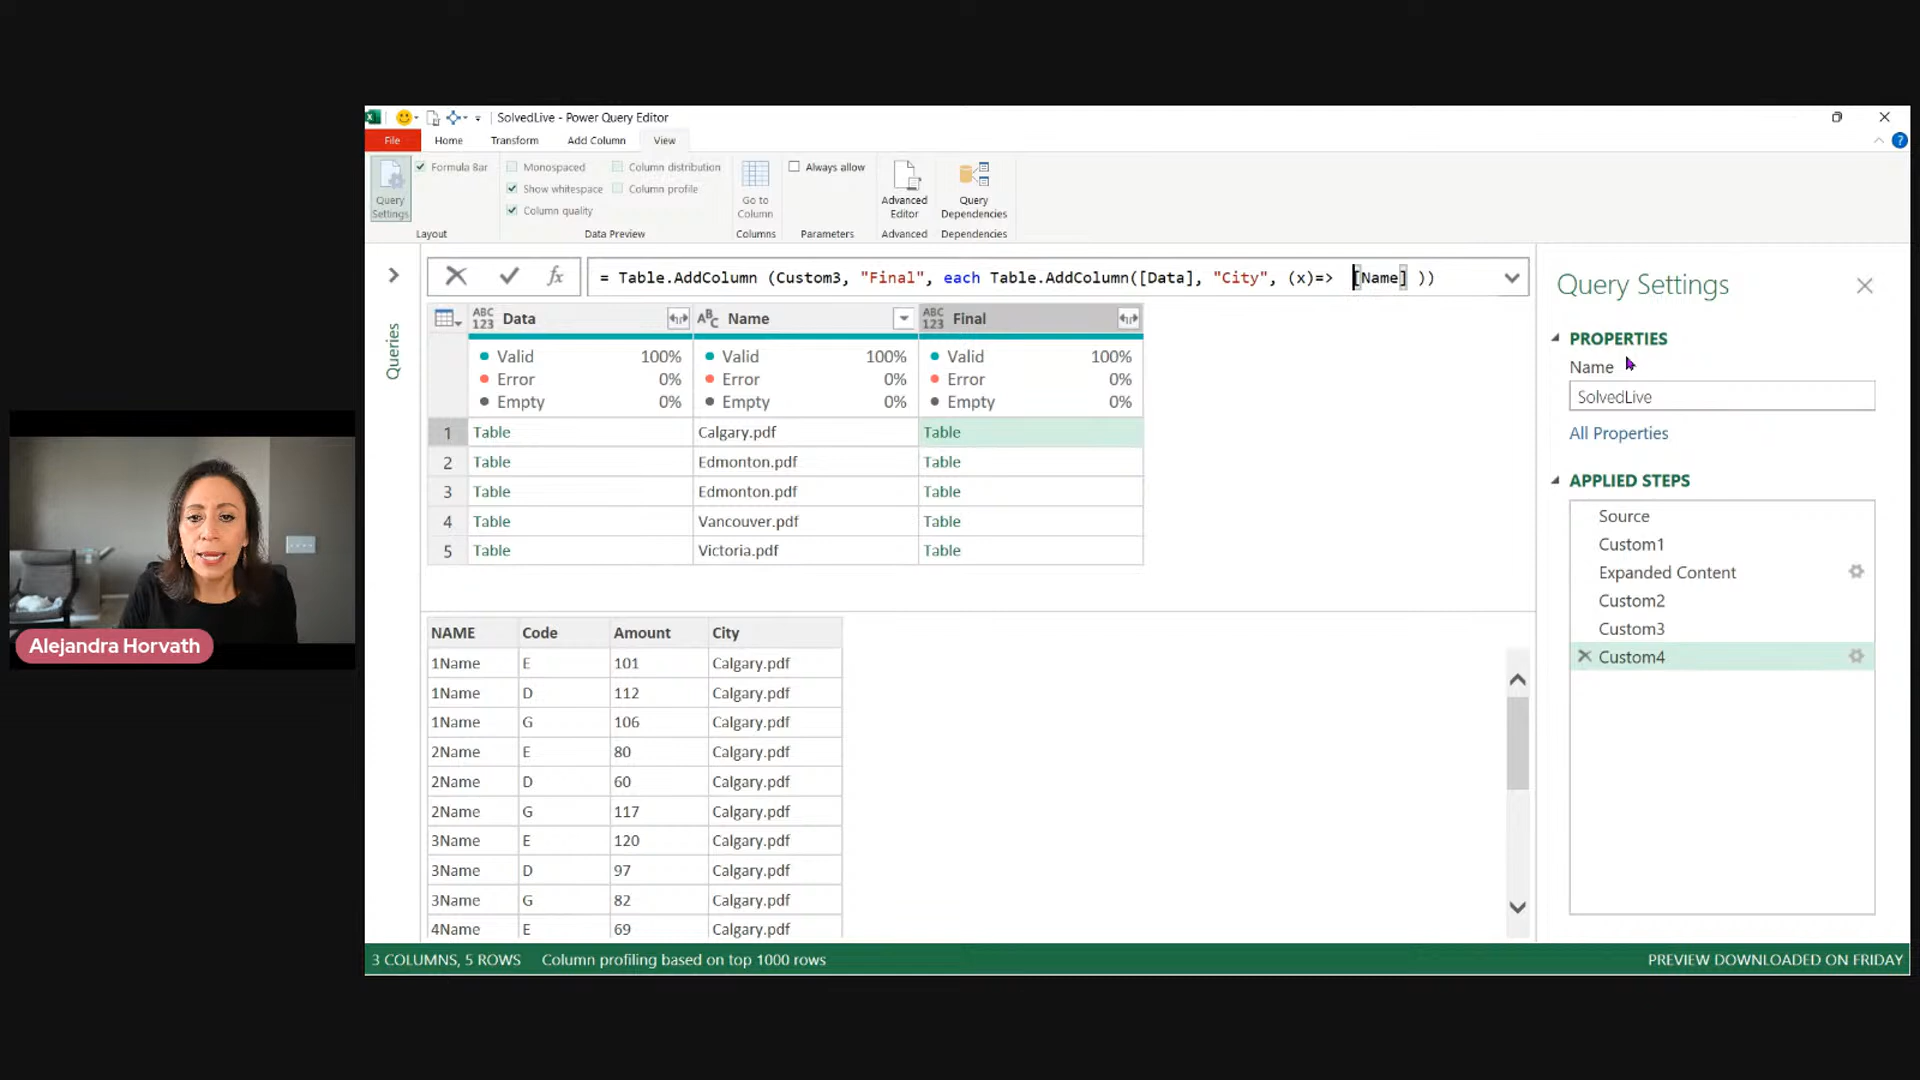 SolvedLive - Power Query Editor
File Home Transform Add Column View
Query Settings
Formula Bar
Layout
Monospaced
Show whitespace
Column quality
Column distribution
Column profile
Data Preview
Go to Column
Columns
Always allow
Parameters
Advanced Editor
Advanced
Query Dependencies
Dependencies
fx = Table.AddColumn (Custom3, "Final", each Table.AddColumn([Data], "City", (x)=> [Name] ))
Queries
ABC 123 Data ABC Name ABC 123 Final
Valid 100% Valid 100% Valid 100%
Error 0% Error 0% Error 0%
Empty 0% Empty 0% Empty 0%
1 Table Calgary.pdf Table
2 Table Edmonton.pdf Table
3 Table Edmonton.pdf Table
4 Table Vancouver.pdf Table
5 Table Victoria.pdf Table
NAME Code Amount City
1Name E 101 Calgary.pdf
1Name D 112 Calgary.pdf
1Name G 106 Calgary.pdf
2Name E 80 Calgary.pdf
2Name D 60 Calgary.pdf
2Name G 117 Calgary.pdf
3Name E 120 Calgary.pdf
3Name D 97 Calgary.pdf
3Name G 82 Calgary.pdf
4Name E 69 Calgary.pdf
Query Settings
PROPERTIES
Name
SolvedLive
All Properties
APPLIED STEPS
Source
Custom1
Expanded Content
Custom2
Custom3
Custom4
3 COLUMNS, 5 ROWS Column profiling based on top 1000 rows
PREVIEW DOWNLOADED ON FRIDAY
Alejandra Horvath